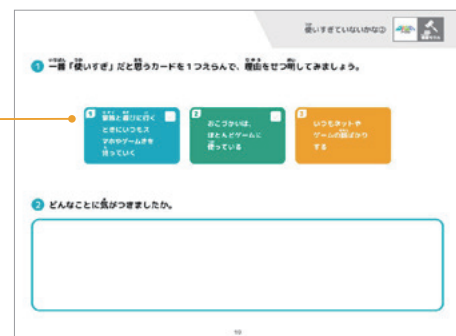 使いすぎていないかな②
1 一番「使いすぎ」だと思うカードを1つえらんで、理由をせつ明してみましょう。
1 家族と遊びに行く
ときにいつもス
マホやゲームきを
持っていく
2 おこづかいは、
ほとんどゲームに
使っている
3 いつもネットや
ゲームの話ばかり
する
2 どんなことに気がつきましたか。